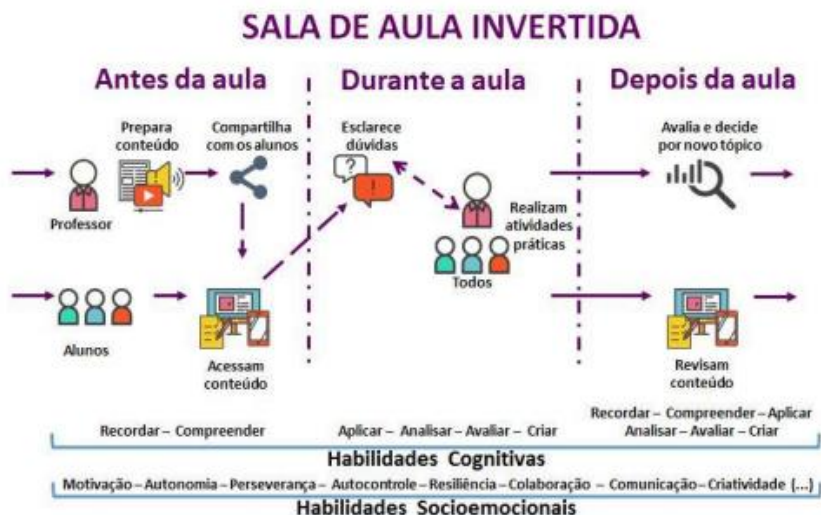 SALA DE AULA INVERTIDA
Antes da aula
Durante a aula
Depois da aula
Prepara
conteúdo
Compartilha
com os alunos
Esclarece
dúvidas
Avalia e decide
por novo tópico
Professor
?
!
Realizam
atividades
práticas
Todos
Alunos
Acessam
conteúdo
Revisam
conteúdo
Recordar – Compreender
Aplicar – Analisar – Avaliar – Criar
Recordar – Compreender – Aplicar
Analisar – Avaliar – Criar
Habilidades Cognitivas
Motivação – Autonomia – Perseverança – Autocontrole – Resiliência – Colaboração – Comunicação – Criatividade (...)
Habilidades Socioemocionais